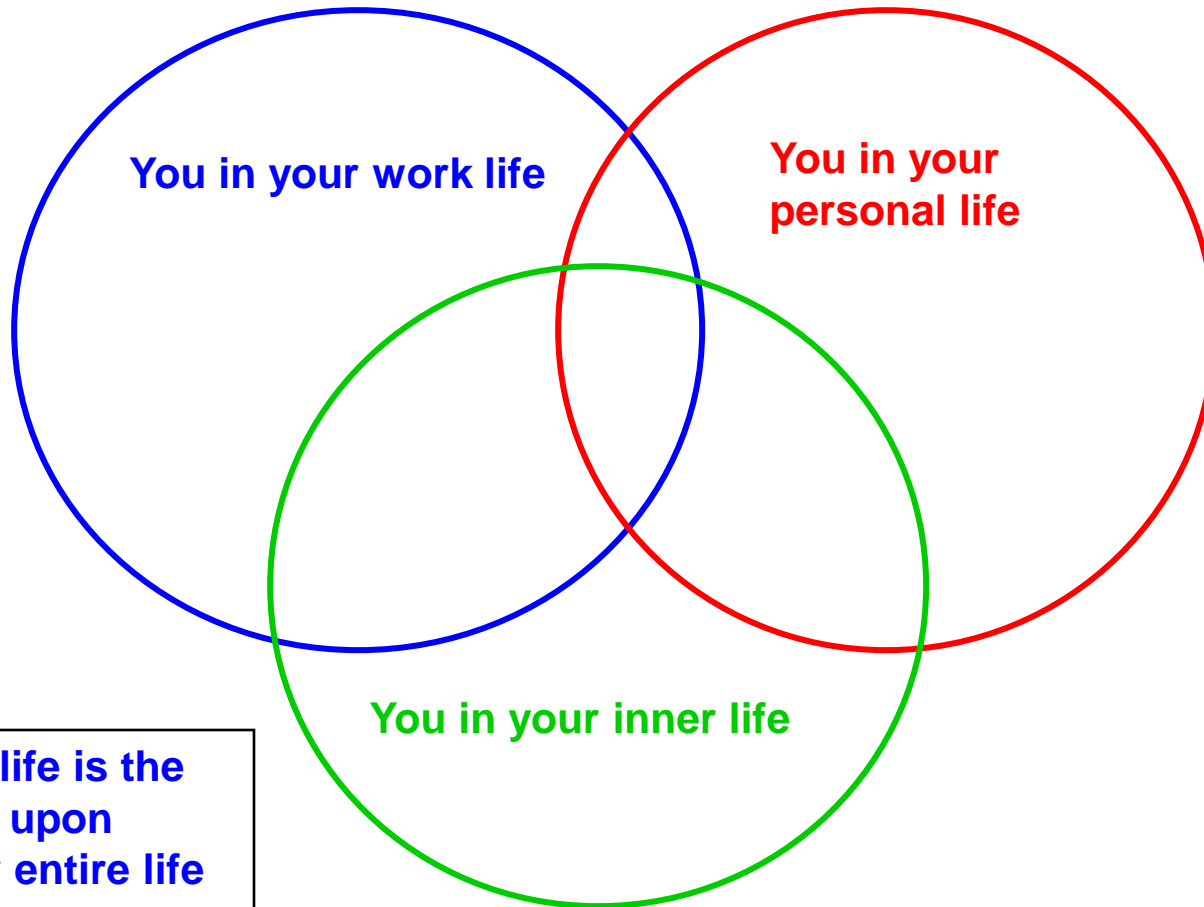 You in your work life
You in your
personal life
You in your inner life
life is the
upon
entire life